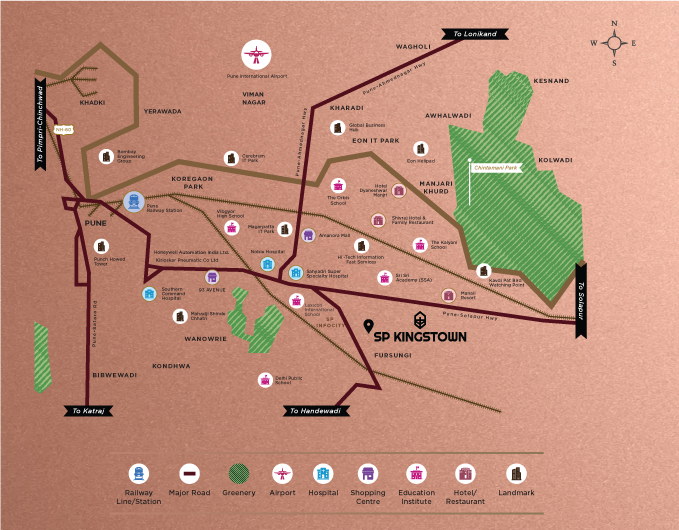 To Lonikand
N
W
E
S
WAGHOLI
Pune-Ahmednagar Hwy
Pune International Airport
KESNAND
To Pimpri-Chinchwad
KHADKI
YERAWADA
VIMAN
NAGAR
KHARADI
AWHALWADI
NH-60
Global Business
Hub
EON IT PARK
Pune-Ahmednagar Hwy
Bombay
Engineering
Group
Cerebrum
IT Park
Eon Helipad
KOLWADI
Chintamani Park
KOREGAON
PARK
The Orbis
School
Hotel
Dyaneshwar
Manjri
MANJARI
KHURD
Pune
Railway Station
PUNE
Vidyog
High School
Magarpatta
IT Park
Amanora Mall
Shivraj Hotel &
Family Restaurant
Punch Howed
Tower
Honeywell Automation India Ltd.
Kirloskar Pneumatic Co Ltd.
Noble Hospital
Hi -Tech Information
Fast Services
The Kalyani
School
Sahyadri Super
Speciality Hospital
Sri Sri
Academy (SSA)
Kavdi Pat Bird
Watching Point
To Solapur
Southern
Command
Hospital
93 AVENUE
Manali
Resort
Lexicon
International
School
SP
INFOCITY
Mahadji Shinde
Chhatri
Pune-Satara Rd
Pune-Solapur Hwy
WANOWRIE
SP KINGSTOWN
FURSUNGI
KONDHWA
BIBWEWADI
Delhi Public
School
To Katraj
To Handewadi
Railway
Line/Station
Major Road
Greenery
Airport
Hospital
Shopping
Centre
Education
Institute
Hotel/
Restaurant
Landmark